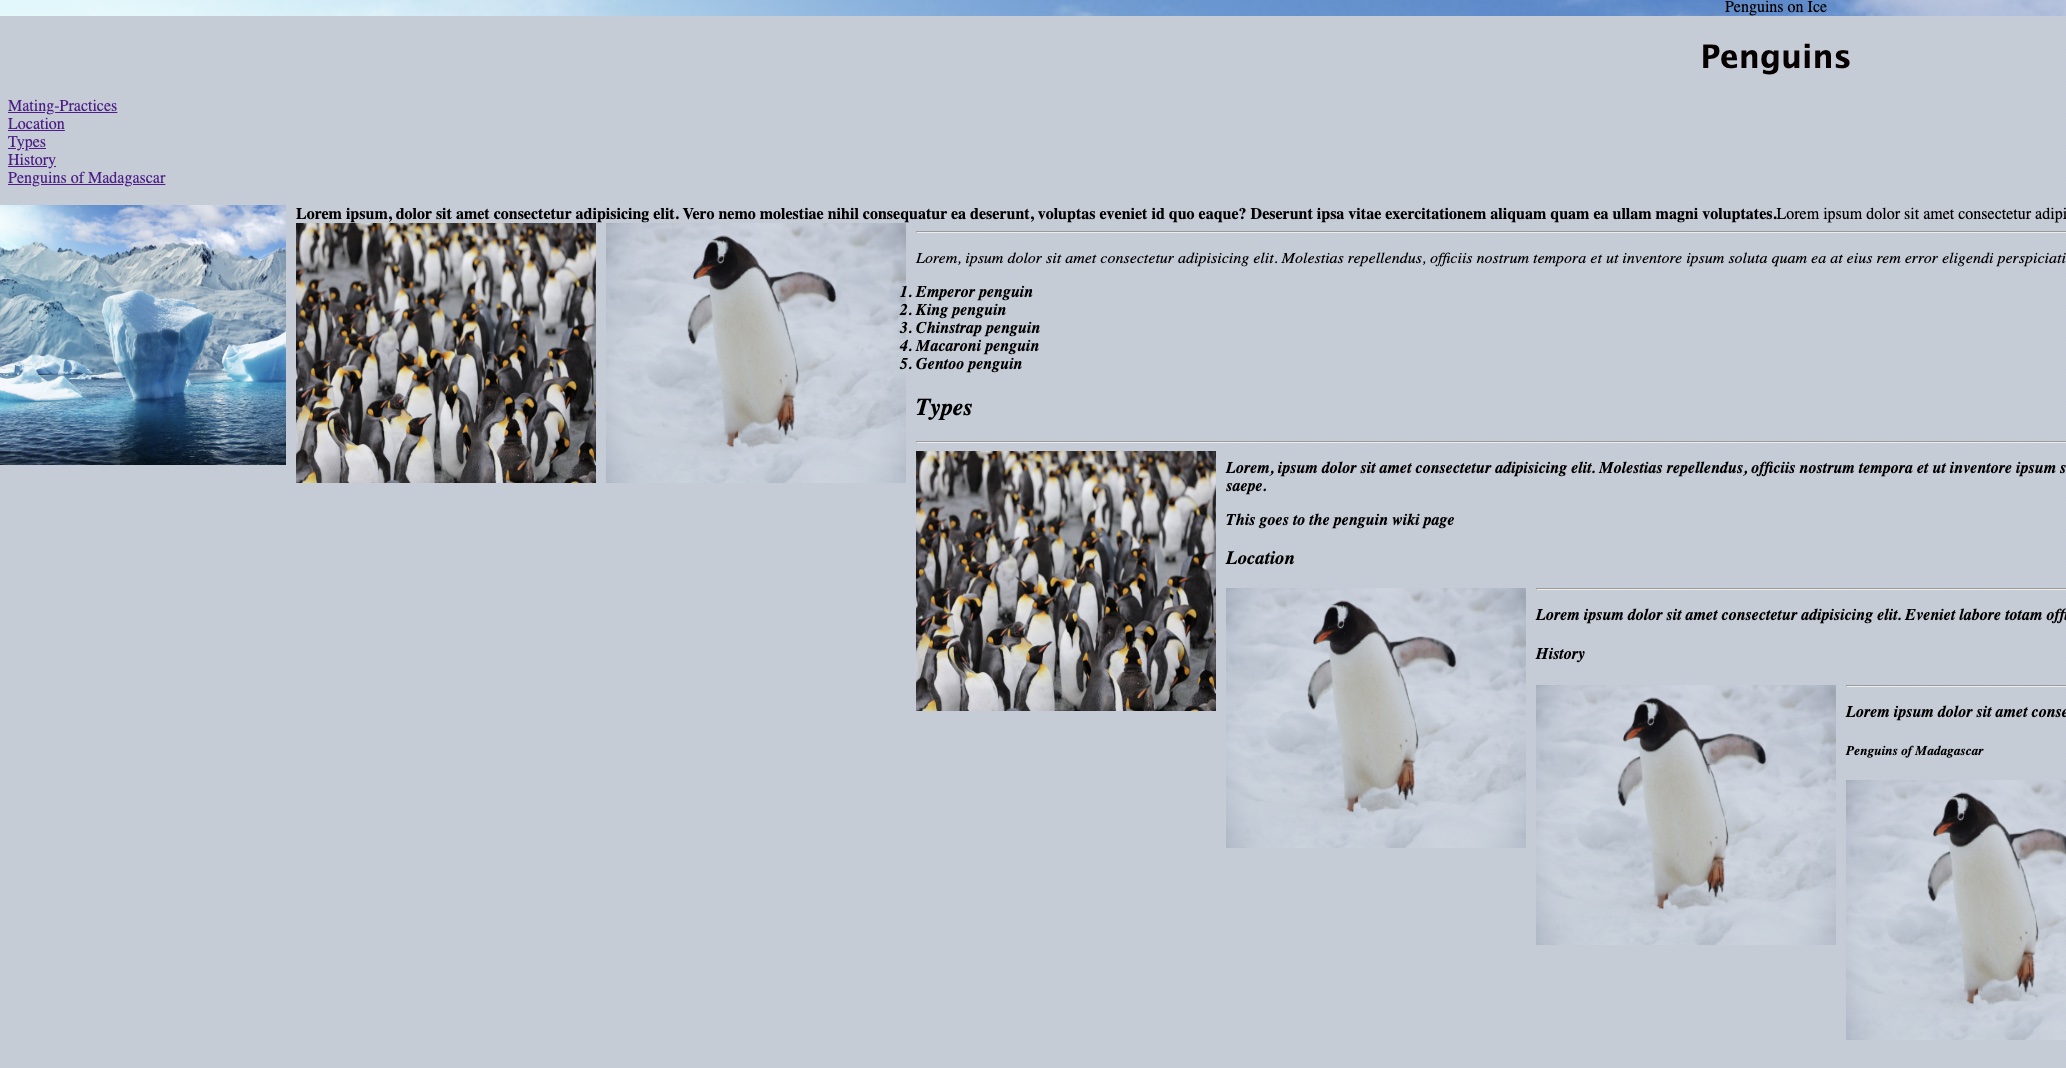 Penguins on Ice
Penguins
Mating-Practices
Location
Types
History
Penguins of Madagascar
Lorem ipsum, dolor sit amet consectetur adipisicing elit. Vero nemo molestiae nihil consequatur ea deserunt, voluptas eveniet id quo eaque? Deserunt ipsa vitae exercitationem aliquam quam ea ullam magni voluptates.Lorem ipsum dolor sit amet consectetur adipi
Lorem, ipsum dolor sit amet consectetur adipisicing elit. Molestias repellendus, officiis nostrum tempora et ut inventore ipsum soluta quam ea at eius rem error eligendi perspiciati
1. Emperor penguin
2. King penguin
3. Chinstrap penguin
4. Macaroni penguin
5. Gentoo penguin
Types
Lorem, ipsum dolor sit amet consectetur adipisicing elit. Molestias repellendus, officiis nostrum tempora et ut inventore ipsum s
saepe.
This goes to the penguin wiki page
Location
Lorem ipsum dolor sit amet consectetur adipisicing elit. Eveniet labore totam offi
History
Lorem ipsum dolor sit amet conse
Penguins of Madagascar